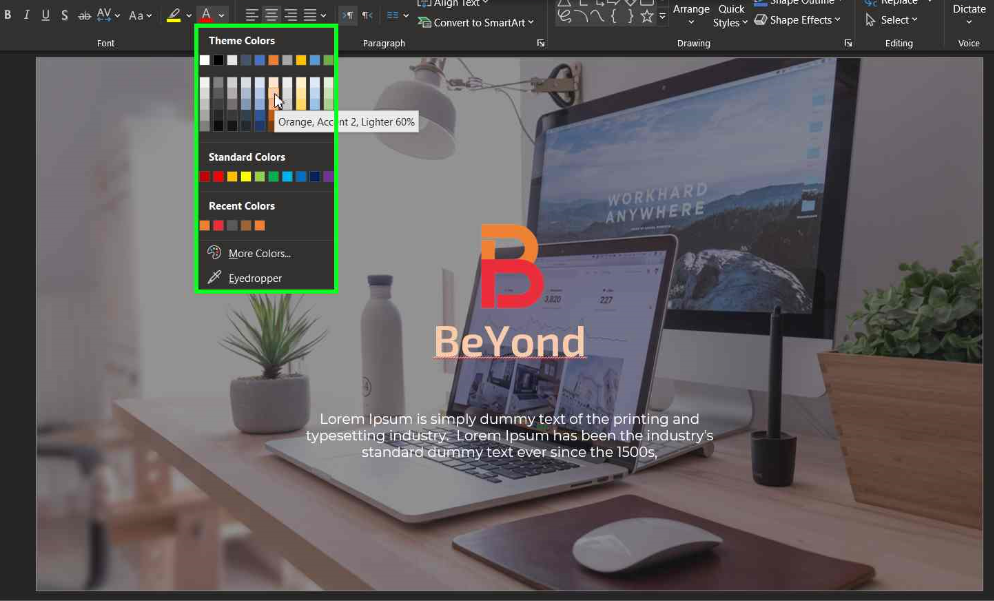 B I U S ab AV Aa A
Align Text
Convert to SmartArt
Arrange
Quick
Styles
Shape Outline
Shape Effects
Replace
Select
Dictate
Font
Paragraph
Drawing
Editing
Voice
Theme Colors
Orange, Accent 2, Lighter 60%
Standard Colors
Recent Colors
More Colors...
Eyedropper
WORKHARD
ANYWHERE
3,820
227
B
BeYond
Lorem Ipsum is simply dummy text of the printing and
typesetting industry. Lorem Ipsum has been the industry's
standard dummy text ever since the 1500s,